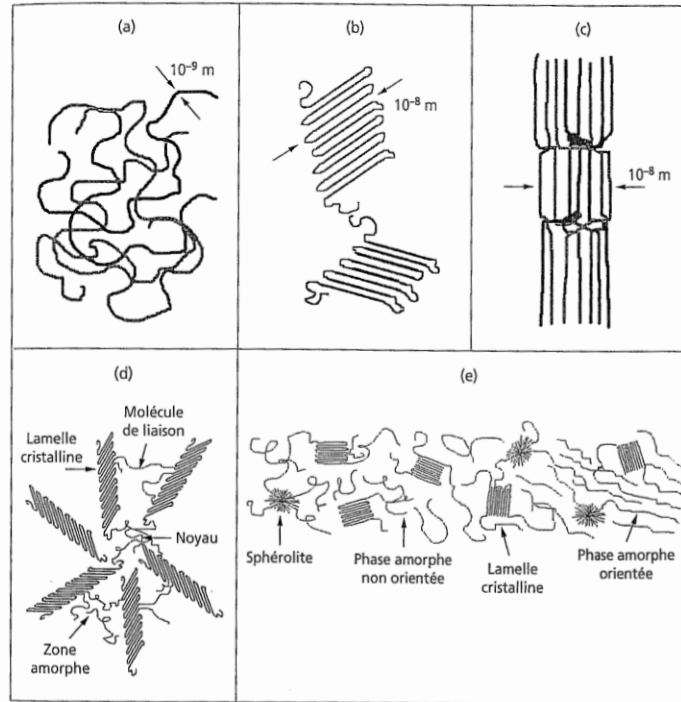 (a)
10⁻⁹ m
(b)
10⁻⁸ m
(c)
10⁻⁸ m
(d)
Lamelle
cristalline
Molécule
de liaison
Noyau
Zone
amorphe
(e)
Sphérolite
Phase amorphe
non orientée
Lamelle
cristalline
Phase amorphe
orientée